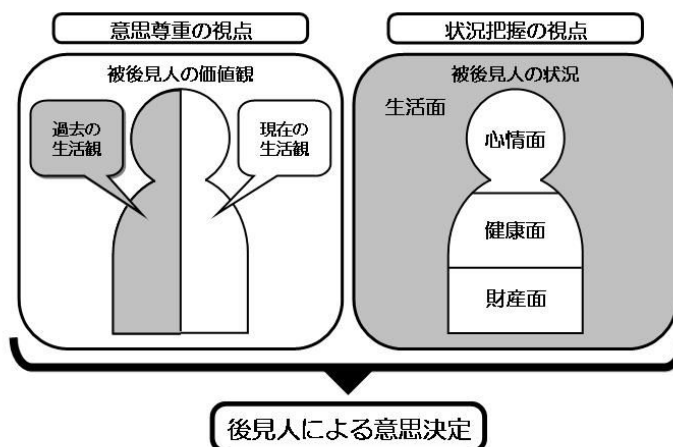 意思尊重の視点
被後見人の価値観
過去の
生活観
現在の
生活観
状況把握の視点
被後見人の状況
生活面
心情面
健康面
財産面
後見人による意思決定